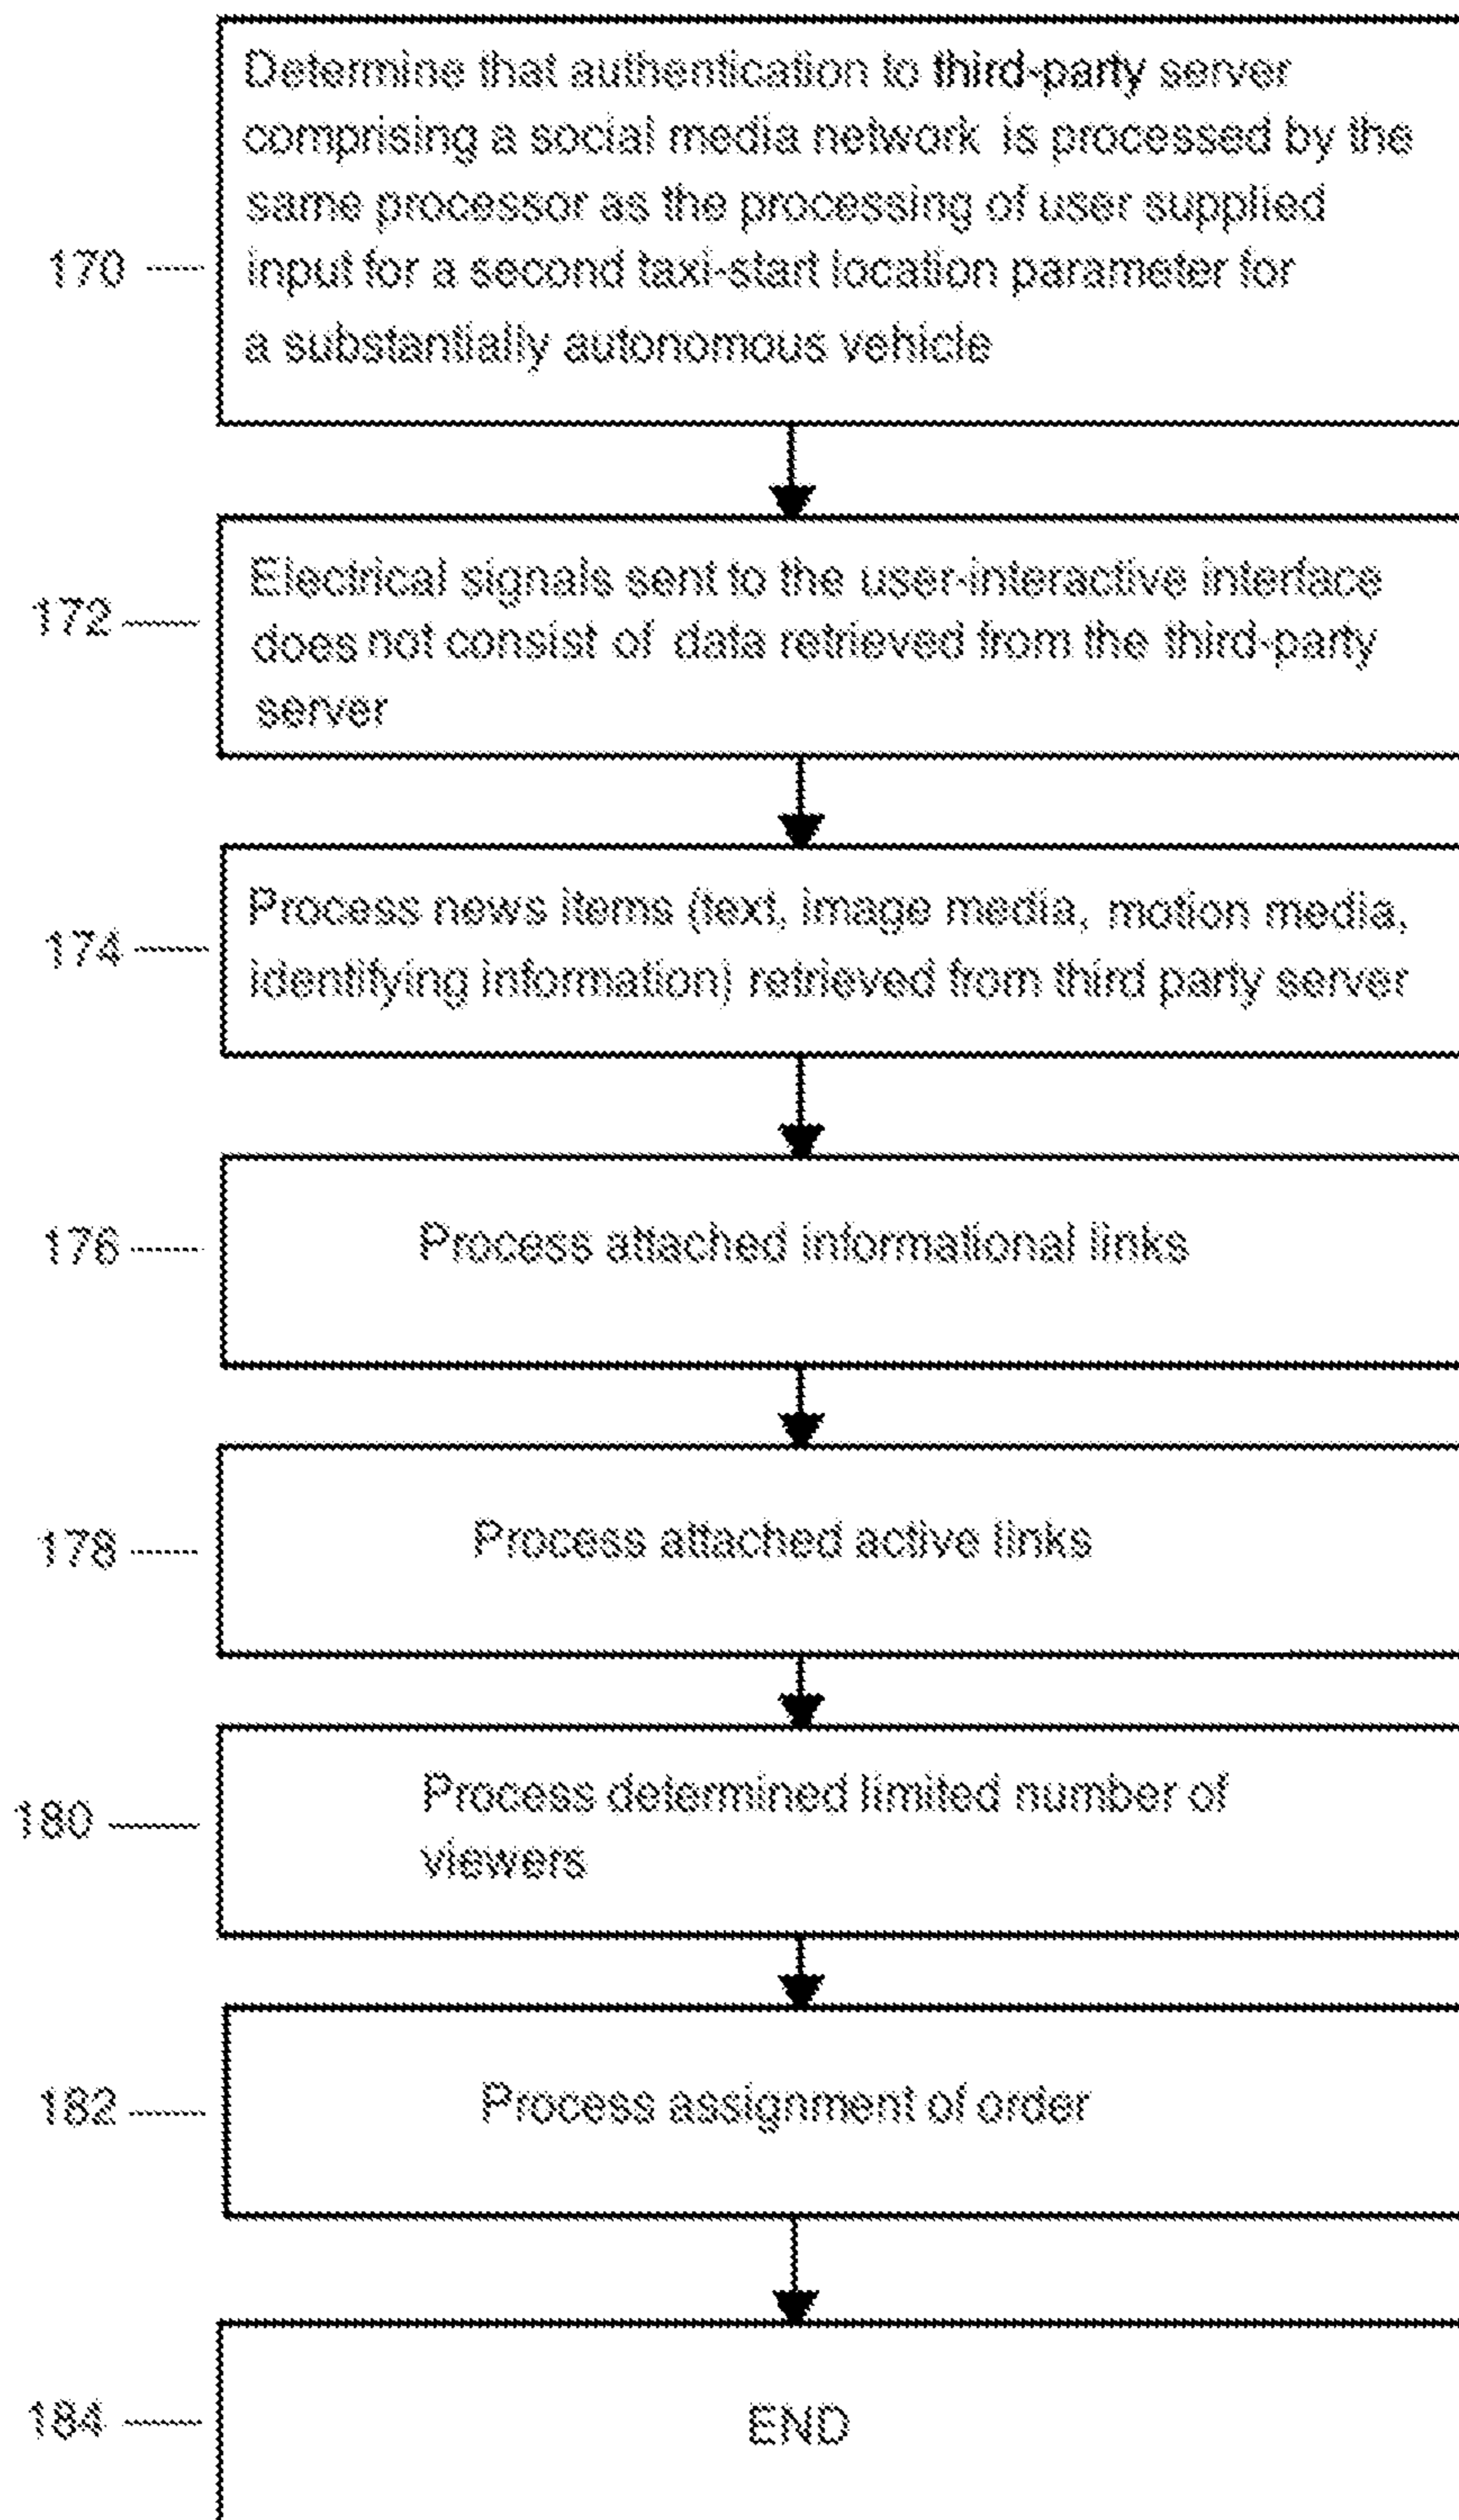 Determine that authentication to third-party server
comprising a social media network is processed by the
same processor as the processing of user supplied
170
input for a second taxi-start location parameter for
a substantially autonomous vehicle
Electrical signals sent to the user-interactive interface
172
does not consist of data retrieved from the third-party
server
Process news items (text, image media, motion media,
174
identifying information) retrieved from third party server
176
Process attached informational links
178
Process attached active links
Process determined limited number of
180
viewers
182
Process assignment of order
184
END